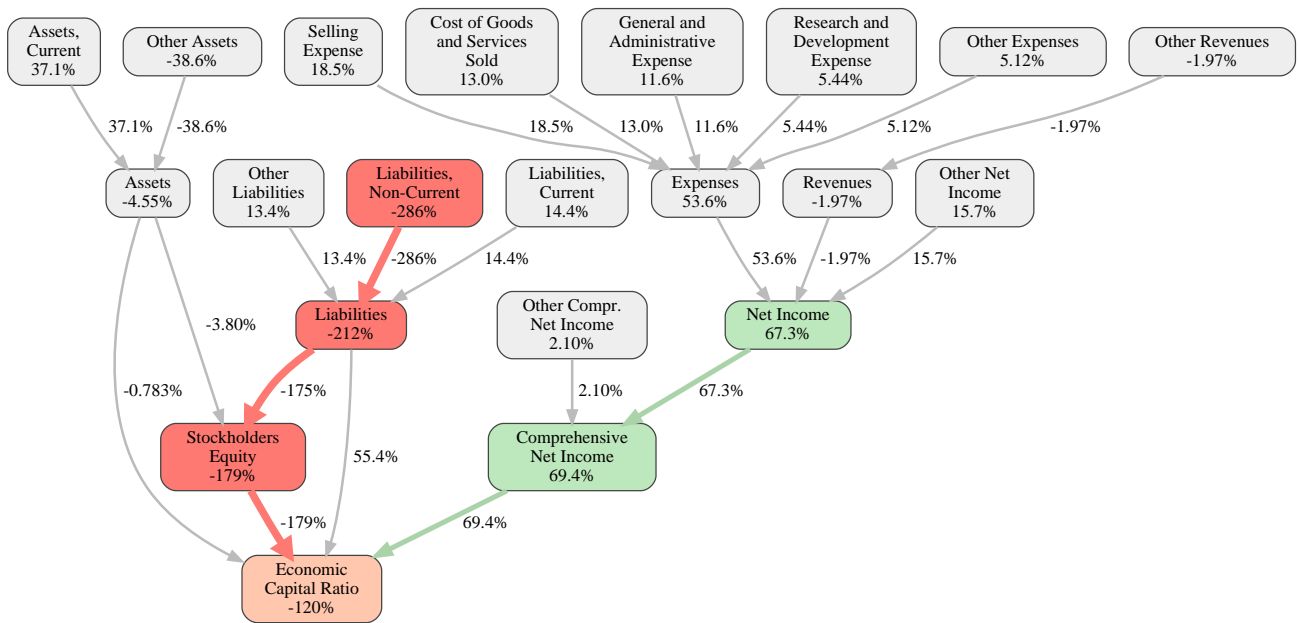 Assets,
Current
37.1%
Other Assets
-38.6%
Selling
Expense
18.5%
Cost of Goods
and Services
Sold
13.0%
General and
Administrative
Expense
11.6%
Research and
Development
Expense
5.44%
Other Expenses
5.12%
Other Revenues
-1.97%
37.1%
-38.6%
18.5%
13.0%
11.6%
5.44%
5.12%
-1.97%
Assets
-4.55%
Other
Liabilities
13.4%
Liabilities,
Non-Current
-286%
Liabilities,
Current
14.4%
Expenses
53.6%
Revenues
-1.97%
Other Net
Income
15.7%
13.4%
-286%
14.4%
53.6%
-1.97%
15.7%
Liabilities
-212%
Other Compr.
Net Income
2.10%
Net Income
67.3%
-3.80%
-0.783%
-175%
2.10%
67.3%
Stockholders
Equity
-179%
55.4%
Comprehensive
Net Income
69.4%
-179%
69.4%
Economic
Capital Ratio
-120%